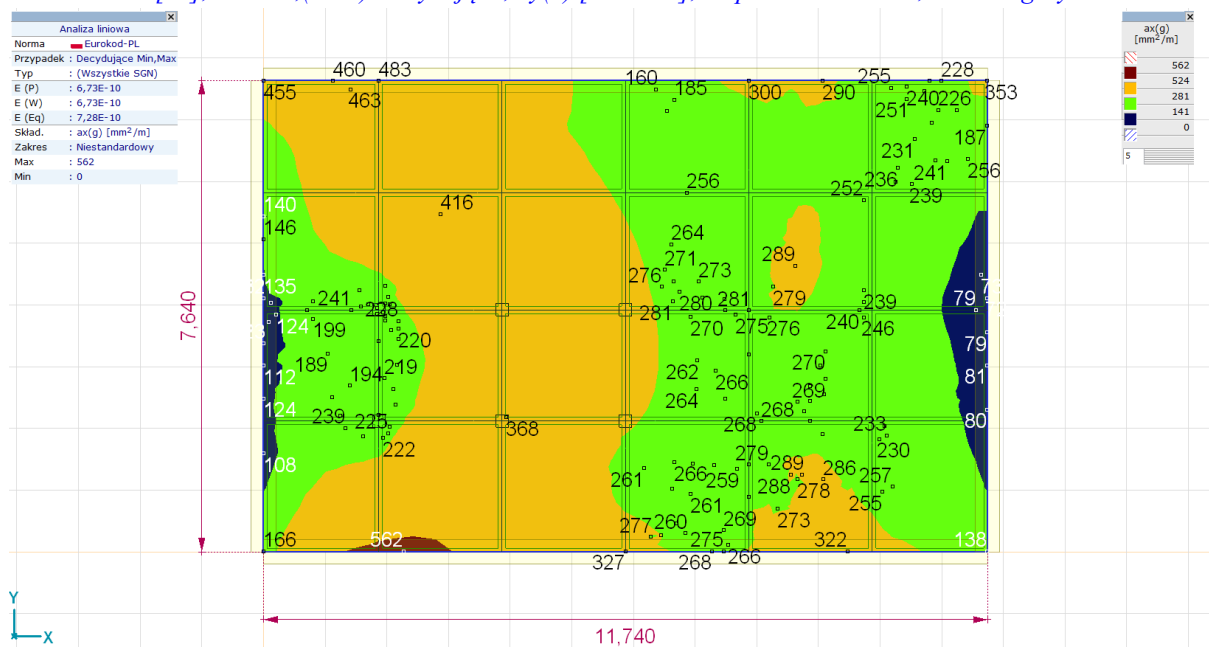 Analiza liniowa
Norma Eurokod-PL
Przypadek : Decydujące Min,Max
Typ : (Wszystkie SGN)
E (P) : 6,73E-10
E (W) : 6,73E-10
E (Eq) : 7,28E-10
Skład. : ax(g) [mm²/m]
Zakres : Niestandardowy
Max : 562
Min : 0
ax(g)
[mm²/m]
562
524
281
141
0
5
460 483 160 255 228
455 463 185 300 290 251 240 226 353
187
231
256 252 236 241 239 256
140 416
146 264
271 289
276 273
135 241 281 280 281 279 239 79
124 199 228 270 275 276 240 246
220 79
189 194 219 262 266 270 81
112 264 269
124 239 225 368 268 268 233 80
222 230
108 279 289 286 257
261 266 259 288 278
261 273 255
277 260 269
166 562 275 322 138
327 268 266
7,640
11,740
Y
X